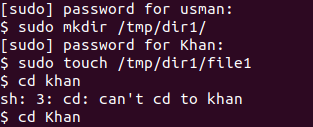 [sudo] password for usman:
$ sudo mkdir /tmp/dir1/
[sudo] password for Khan:
$ sudo touch /tmp/dir1/file1
$ cd khan
sh: 3: cd: can't cd to khan
$ cd Khan